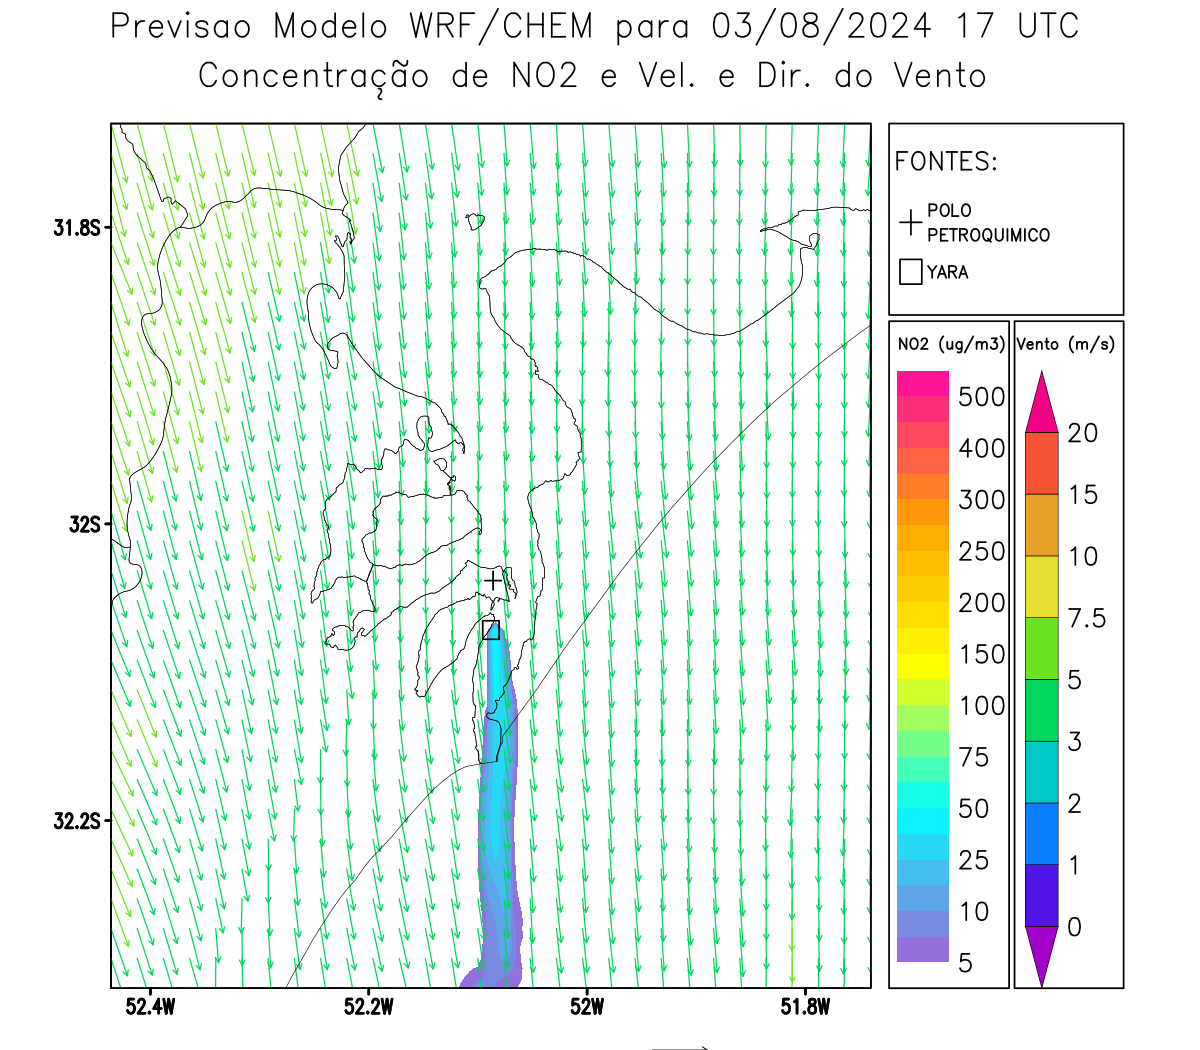 Previsao Modelo WRF/CHEM para 03/08/2024 17 UTC
Concentração de NO2 e Vel. e Dir. do Vento
FONTES:
POLO
PETROQUIMICO
YARA
NO2 (ug/m3)
500
400
300
250
200
150
100
75
50
25
10
5
Vento (m/s)
20
15
10
7.5
5
3
2
1
0
31.8S
32S
32.2S
52.4W
52.2W
52W
51.8W